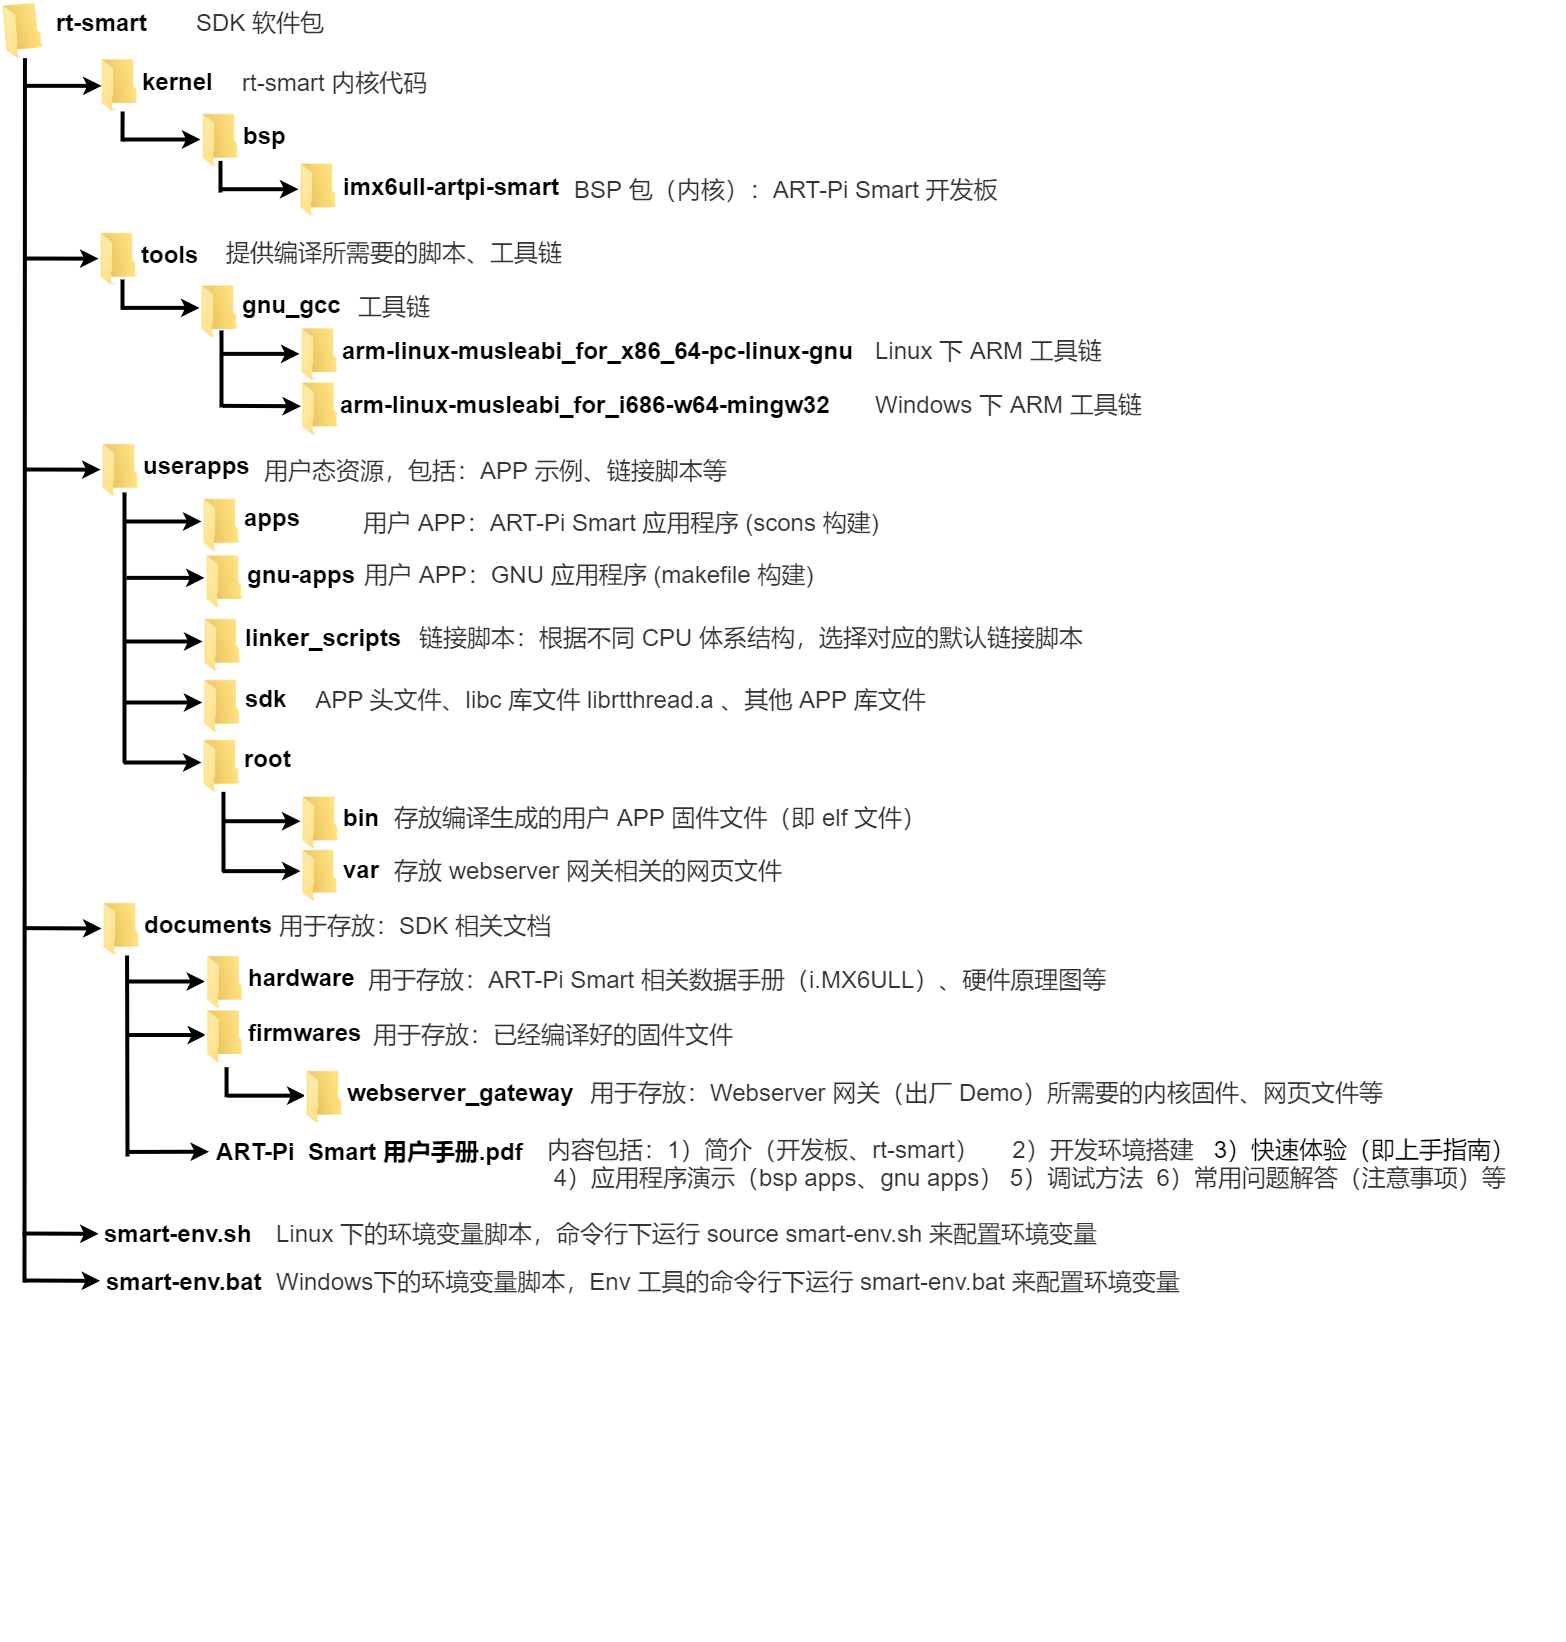 rt-smart SDK 软件包
kernel rt-smart 内核代码
bsp
imx6ull-artpi-smart BSP 包（内核）：ART-Pi Smart 开发板
tools 提供编译所需要的脚本、工具链
gnu_gcc 工具链
arm-linux-musleabi_for_x86_64-pc-linux-gnu Linux 下 ARM 工具链
arm-linux-musleabi_for_i686-w64-mingw32 Windows 下 ARM 工具链
userapps 用户态资源，包括：APP 示例、链接脚本等
apps 用户 APP：ART-Pi Smart 应用程序 (scons 构建)
gnu-apps 用户 APP：GNU 应用程序 (makefile 构建)
linker_scripts 链接脚本：根据不同 CPU 体系结构，选择对应的默认链接脚本
sdk APP 头文件、libc 库文件 librtthread.a 、其他 APP 库文件
root
bin 存放编译生成的用户 APP 固件文件（即 elf 文件）
var 存放 webserver 网关相关的网页文件
documents 用于存放：SDK 相关文档
hardware 用于存放：ART-Pi Smart 相关数据手册（i.MX6ULL）、硬件原理图等
firmwares 用于存放：已经编译好的固件文件
webserver_gateway 用于存放：Webserver 网关（出厂 Demo）所需要的内核固件、网页文件等
ART-Pi Smart 用户手册.pdf 内容包括：1）简介（开发板、rt-smart） 2）开发环境搭建 3）快速体验（即上手指南）
4）应用程序演示（bsp apps、gnu apps） 5）调试方法 6）常用问题解答（注意事项）等
smart-env.sh Linux 下的环境变量脚本，命令行下运行 source smart-env.sh 来配置环境变量
smart-env.bat Windows下的环境变量脚本，Env 工具的命令行下运行 smart-env.bat 来配置环境变量